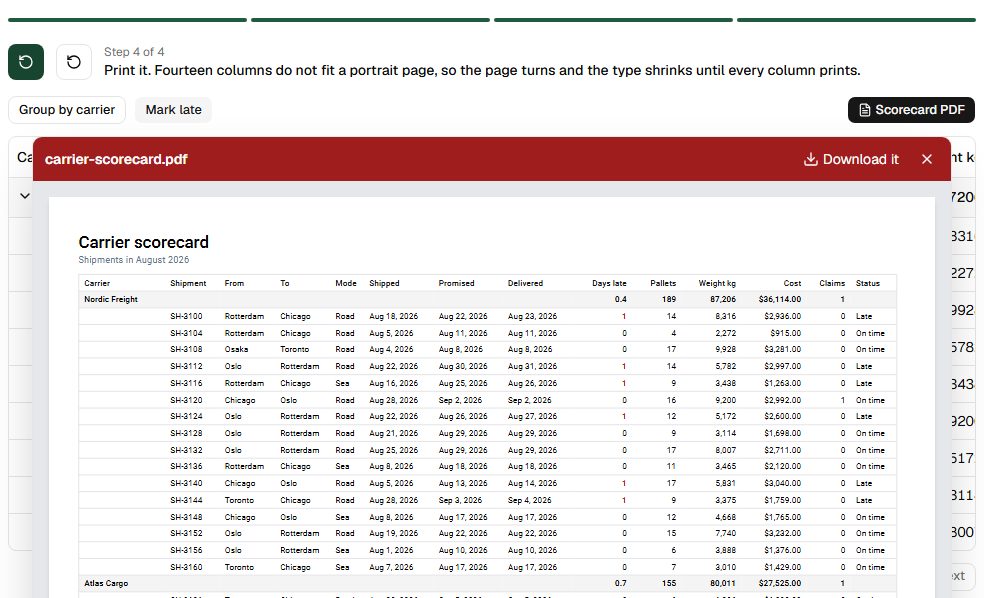 Step 4 of 4
Print it. Fourteen columns do not fit a portrait page, so the page turns and the type shrinks until every column prints.
Group by carrier Mark late Scorecard PDF
carrier-scorecard.pdf Download it
Carrier scorecard
Shipments in August 2026
Carrier Shipment From To Mode Shipped Promised Delivered Days late Pallets Weight kg Cost Claims Status
Nordic Freight 0.4 189 87,206 $36,114.00 1
SH-3100 Rotterdam Chicago Road Aug 18, 2026 Aug 22, 2026 Aug 23, 2026 1 14 8,316 $2,936.00 0 Late
SH-3104 Rotterdam Chicago Road Aug 5, 2026 Aug 11, 2026 Aug 11, 2026 0 4 2,272 $915.00 0 On time
SH-3108 Osaka Toronto Road Aug 4, 2026 Aug 8, 2026 Aug 8, 2026 0 17 9,928 $3,281.00 0 On time
SH-3112 Oslo Rotterdam Road Aug 22, 2026 Aug 30, 2026 Aug 31, 2026 1 14 5,782 $2,997.00 0 Late
SH-3116 Rotterdam Chicago Sea Aug 16, 2026 Aug 25, 2026 Aug 26, 2026 1 9 3,438 $1,263.00 0 Late
SH-3120 Chicago Oslo Road Aug 28, 2026 Sep 2, 2026 Sep 2, 2026 0 16 9,200 $2,992.00 1 On time
SH-3124 Oslo Rotterdam Road Aug 22, 2026 Aug 26, 2026 Aug 27, 2026 1 12 5,172 $2,600.00 0 Late
SH-3128 Oslo Rotterdam Road Aug 21, 2026 Aug 29, 2026 Aug 29, 2026 0 9 3,114 $1,698.00 0 On time
SH-3132 Oslo Rotterdam Road Aug 25, 2026 Aug 29, 2026 Aug 29, 2026 0 17 8,007 $2,711.00 0 On time
SH-3136 Rotterdam Chicago Sea Aug 8, 2026 Aug 18, 2026 Aug 18, 2026 0 11 3,465 $2,120.00 0 On time
SH-3140 Chicago Oslo Road Aug 5, 2026 Aug 13, 2026 Aug 14, 2026 1 17 5,831 $3,040.00 0 Late
SH-3144 Toronto Chicago Road Aug 28, 2026 Sep 3, 2026 Sep 4, 2026 1 9 3,375 $1,759.00 0 Late
SH-3148 Chicago Oslo Sea Aug 8, 2026 Aug 17, 2026 Aug 17, 2026 0 12 4,668 $1,765.00 0 On time
SH-3152 Oslo Rotterdam Road Aug 19, 2026 Aug 22, 2026 Aug 22, 2026 0 15 7,740 $3,232.00 0 On time
SH-3156 Oslo Rotterdam Sea Aug 1, 2026 Aug 10, 2026 Aug 10, 2026 0 6 3,888 $1,376.00 0 On time
SH-3160 Toronto Chicago Sea Aug 7, 2026 Aug 17, 2026 Aug 17, 2026 0 7 3,010 $1,429.00 0 On time
Atlas Cargo 0.7 155 80,011 $27,525.00 1